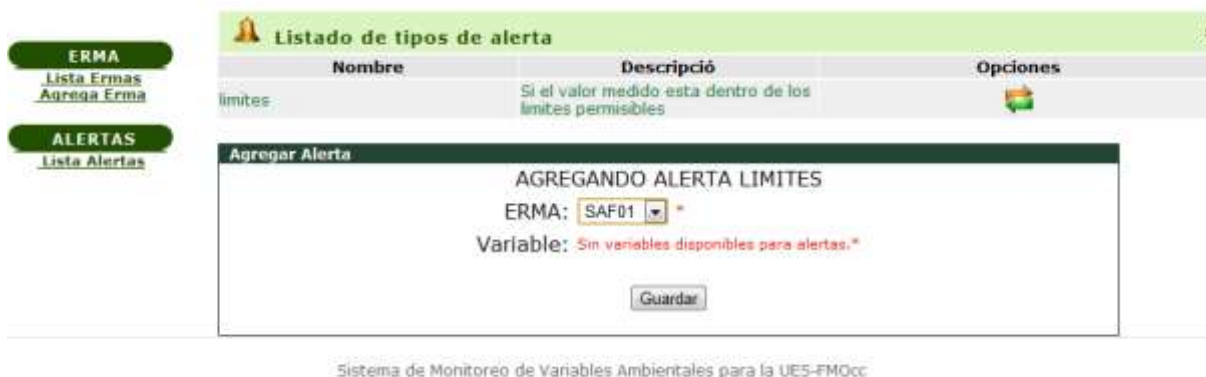 Listado de tipos de alerta
ERMA
Lista Ermas
Agrega Erma
ALERTAS
Lista Alertas
Nombre Descripció Opciones
limites
Si el valor medido esta dentro de los
limites permisibles
Agregar Alerta
AGREGANDO ALERTA LIMITES
ERMA: SAF01 *
Variable: Sin variables disponibles para alertas.*
Guardar
Sistema de Monitoreo de Variables Ambientales para la UES-FMOcc